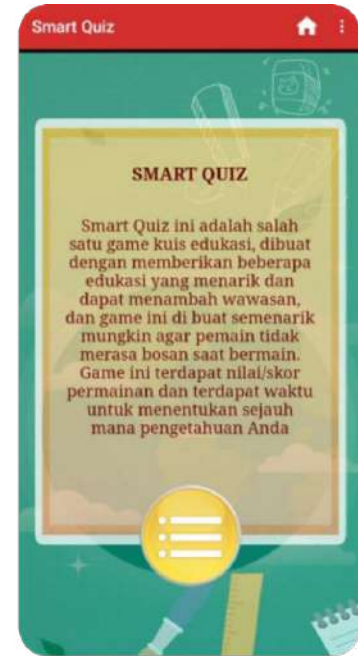 Smart Quiz
SMART QUIZ
Smart Quiz ini adalah salah
satu game kuis edukasi, dibuat
dengan memberikan beberapa
edukasi yang menarik dan
dapat menambah wawasan,
dan game ini di buat semenarik
mungkin agar pemain tidak
merasa bosan saat bermain.
Game ini terdapat nilai/skor
permainan dan terdapat waktu
untuk menentukan sejauh
mana pengetahuan Anda